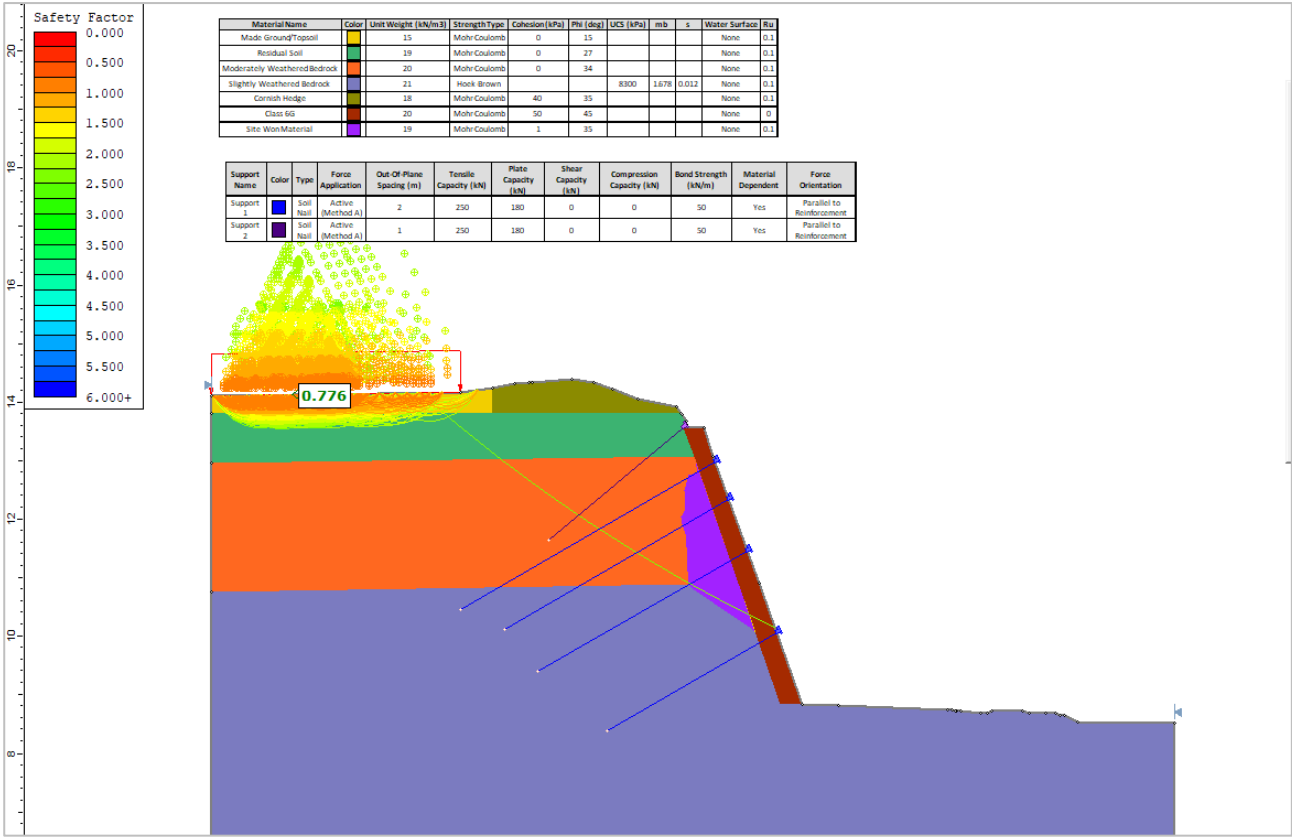 Safety Factor
0.000
0.500
1.000
1.500
2.000
2.500
3.000
3.500
4.000
4.500
5.000
5.500
6.000+
20
18
16
14
12
10
8
Material Name Color Unit Weight (kN/m3) Strength Type Cohesion (kPa) Phi (deg) UCS (kPa) mb s Water Surface Ru
Made Ground/Topsoil 15 Mohr-Coulomb 0 15 None 0.1
Residual Soil 19 Mohr-Coulomb 0 27 None 0.1
Moderately Weathered Bedrock 20 Mohr-Coulomb 0 34 None 0.1
Slightly Weathered Bedrock 21 Hoek-Brown 8300 1.678 0.012 None 0.1
Cornish Hedge 18 Mohr-Coulomb 40 35 None 0.1
Class 6G 20 Mohr-Coulomb 50 45 None 0
Site Won Material 19 Mohr-Coulomb 1 35 None 0.1
Support Name Color Type Force Application Out-Of-Plane Spacing (m) Tensile Capacity (kN) Plate Capacity (kN) Shear Capacity (kN) Compression Capacity (kN) Bond Strength (kN/m) Material Dependent Force Orientation
Support 1 Soil Nail Active (Method A) 2 250 180 0 0 50 Yes Parallel to Reinforcement
Support 2 Soil Nail Active (Method A) 1 250 180 0 0 50 Yes Parallel to Reinforcement
0.776